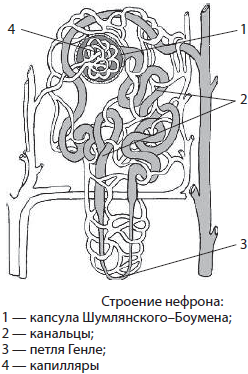 4
1
2
3
Строение нефрона:
1 — капсула Шумлянского–Боумена;
2 — канальцы;
3 — петля Генле;
4 — капилляры